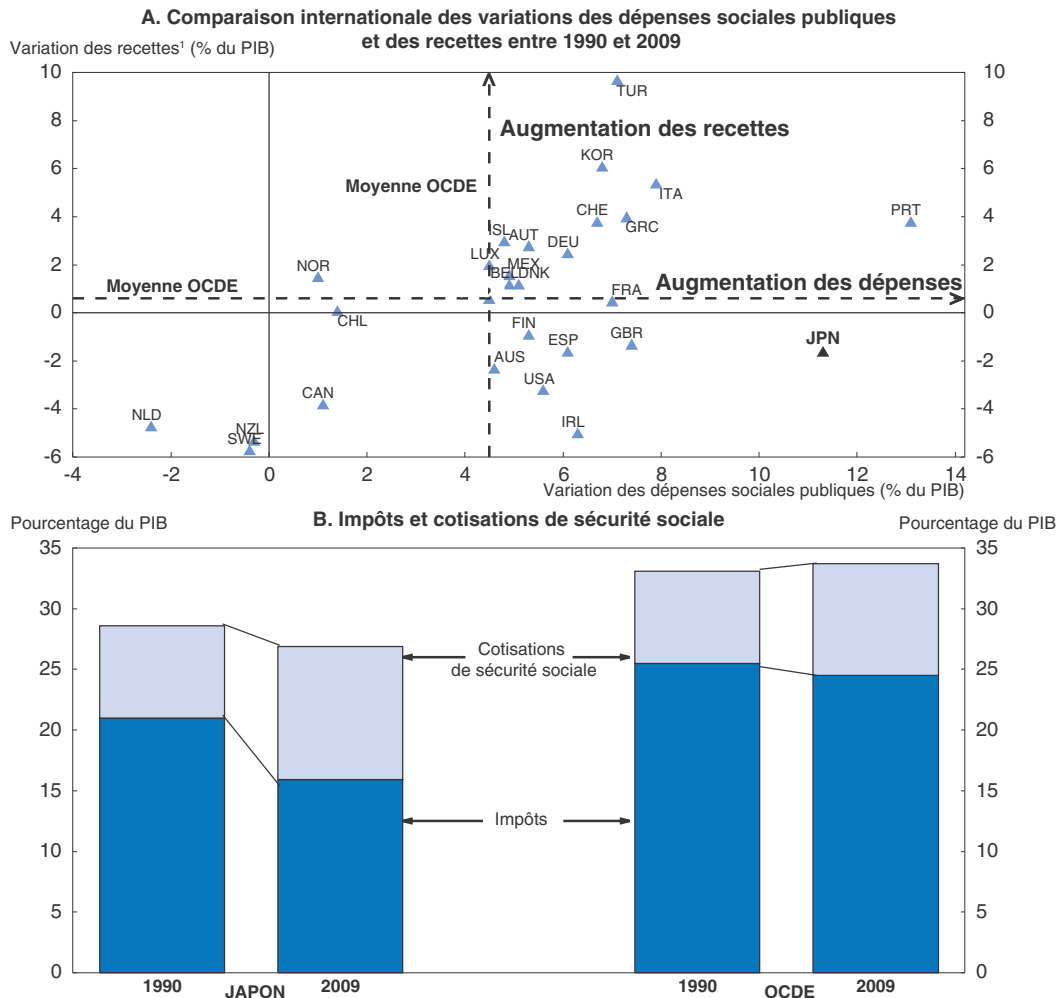 A. Comparaison internationale des variations des dépenses sociales publiques
et des recettes entre 1990 et 2009
Variation des recettes¹ (% du PIB)
10
8
6
4
2
0
-2
-4
-6
10
8
6
4
2
0
-2
-4
-6
TUR
Augmentation des recettes
KOR
Moyenne OCDE
ITA
CHE
PRT
GRC
ISL
AUT
DEU
LUX
MEX
NOR
BEL
DNK
Moyenne OCDE
Augmentation des dépenses
FRA
CHL
FIN
ESP
GBR
JPN
AUS
USA
CAN
NLD
NZL
SWE
IRL
-4
-2
0
2
4
6
8
10
12
14
Variation des dépenses sociales publiques (% du PIB)
B. Impôts et cotisations de sécurité sociale
Pourcentage du PIB
Pourcentage du PIB
35
30
25
20
15
10
5
0
35
30
25
20
15
10
5
0
Cotisations
de sécurité sociale
Impôts
1990
JAPON
2009
1990
OCDE
2009